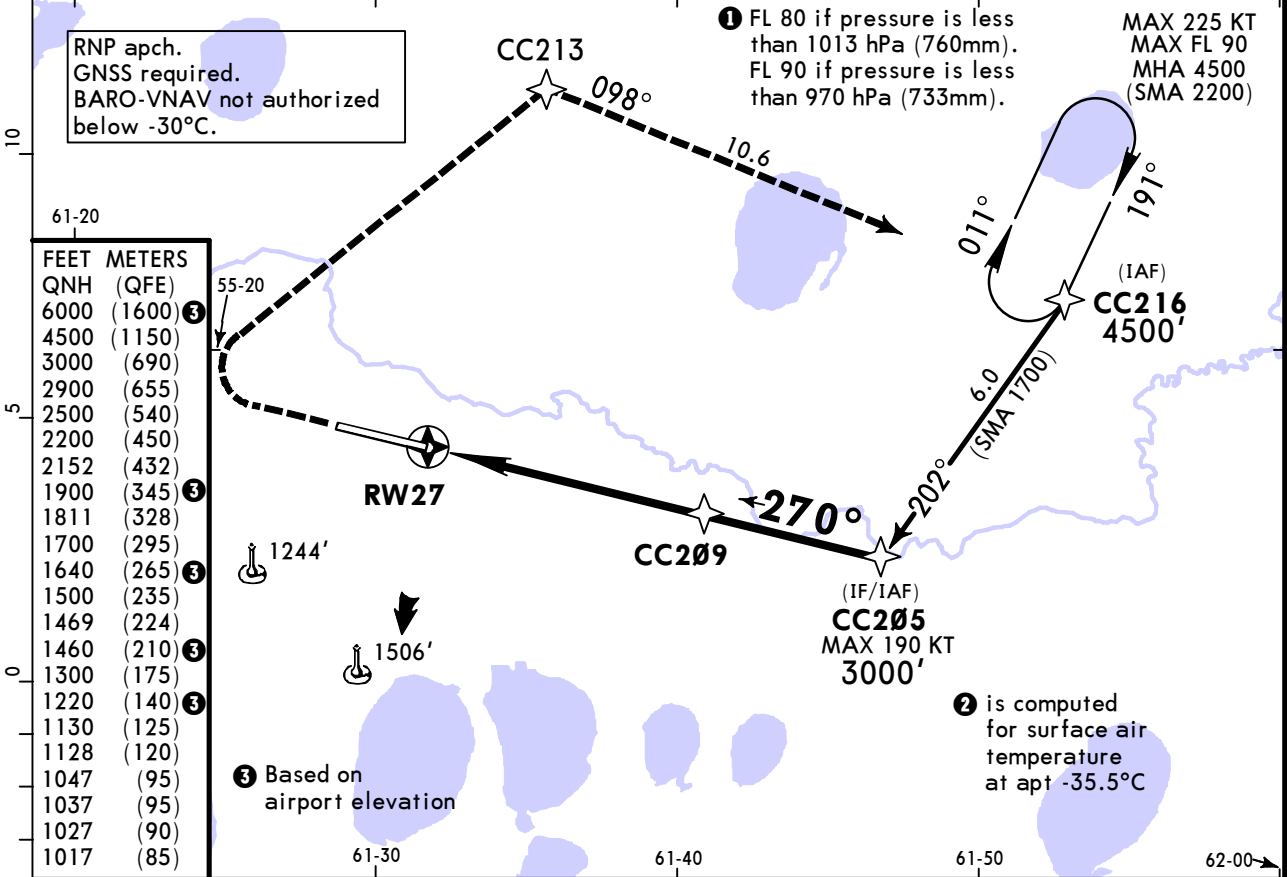 RNP apch.
GNSS required.
BARO-VNAV not authorized
below -30°C.
CC213
098°
10.6
❶ FL 80 if pressure is less
than 1013 hPa (760mm).
FL 90 if pressure is less
than 970 hPa (733mm).
MAX 225 KT
MAX FL 90
MHA 4500
(SMA 2200)
011°
191°
(IAF)
CC216
4500'
6.0
(SMA 1700)
202°
10
5
0
61-20
55-20
FEET METERS
QNH (QFE)
6000 (1600) ❸
4500 (1150)
3000 (690)
2900 (655)
2500 (540)
2200 (450)
2152 (432)
1900 (345) ❸
1811 (328)
1700 (295)
1640 (265) ❸
1500 (235)
1469 (224)
1460 (210) ❸
1300 (175)
1220 (140) ❸
1130 (125)
1128 (120)
1047 (95)
1037 (95)
1027 (90)
1017 (85)
RW27
270°
CC2Ø9
(IF/IAF)
CC2Ø5
MAX 190 KT
3000'
1244'
1506'
❸ Based on
airport elevation
❷ is computed
for surface air
temperature
at apt -35.5°C
61-30
61-40
61-50
62-00